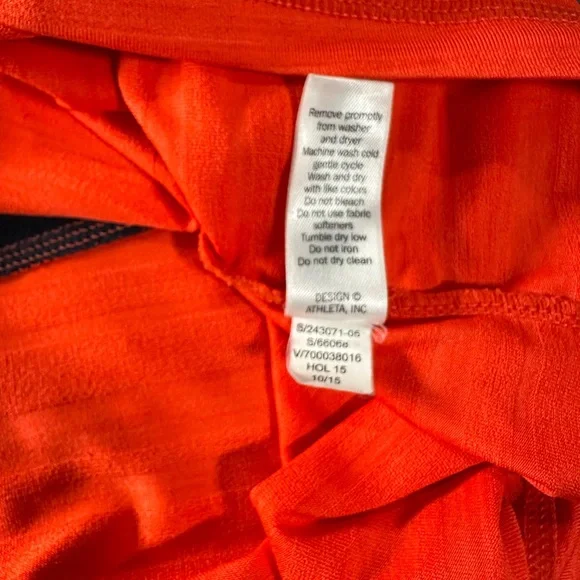 Remove promptly
from washer
and dryer
Machine wash cold
gentle cycle
Wash and dry
with like colors
Do not bleach
Do not use fabric
softeners
Tumble dry low
Do not iron
Do not dry clean
DESIGN ©
ATHLETA, INC
S/243071-05
S/66068
V/700038016
HOL 15
10/15